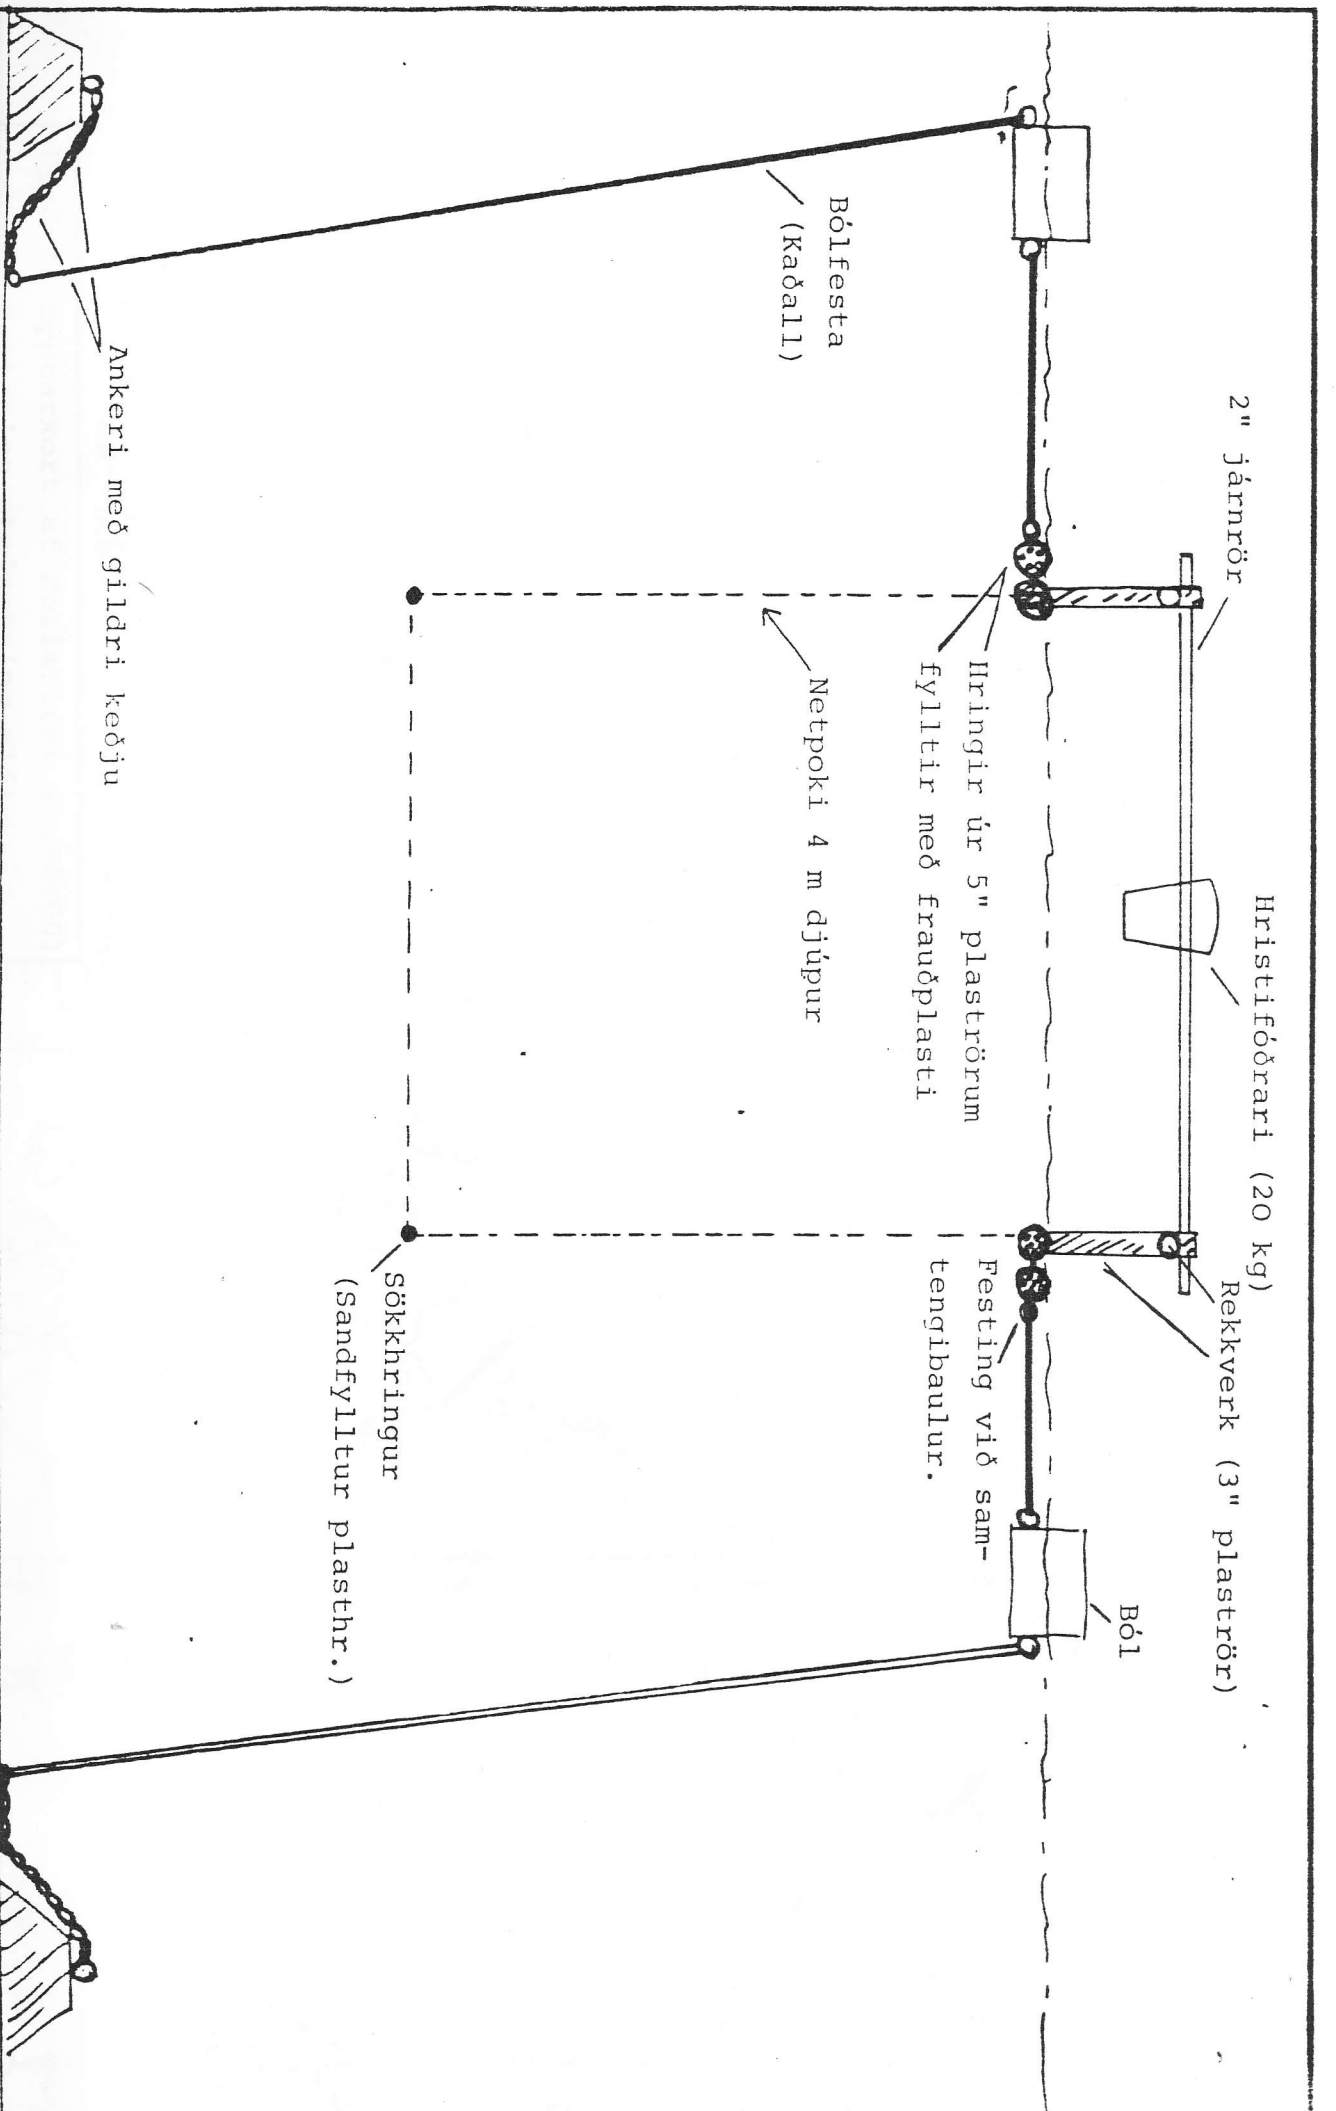 Hristifóðrari (20 kg)
2" járnrör
Rekkverk (3" plaströr)
Ból
Hringir úr 5" plaströrum
fylltir með frauðplasti
Festing við sam-
tengibaulur.
Bólfesta
(Kaðall)
Netpoki 4 m djúpur
Sökkhringur
(Sandfylltur plasthr.)
Ankeri með gildri keðju